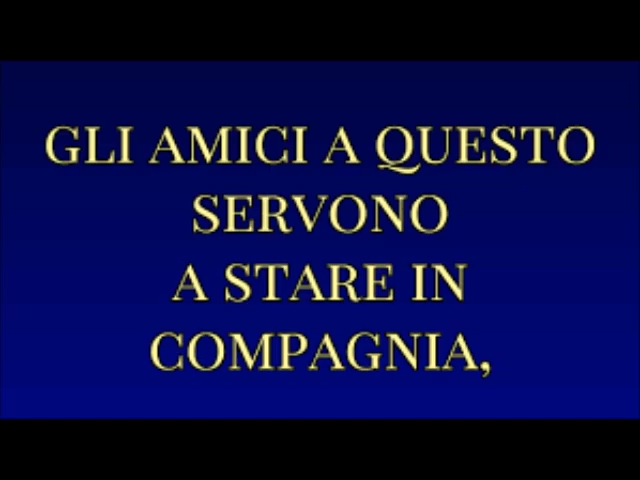 GLI AMICI A QUESTO
SERVONO
A STARE IN
COMPAGNIA,